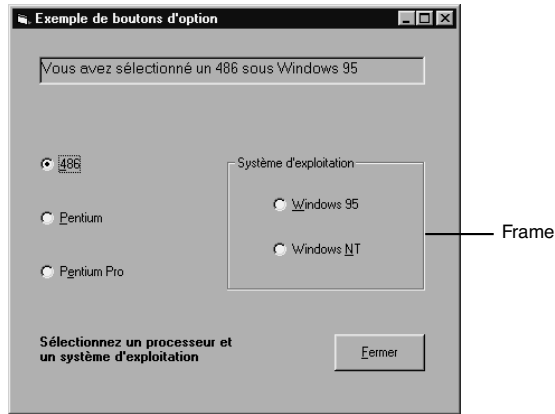 Exemple de boutons d'option
Vous avez sélectionné un 486 sous Windows 95
486
Système d'exploitation
Windows 95
Pentium
Windows NT
Frame
Pentium Pro
Sélectionnez un processeur et
un système d'exploitation
Fermer